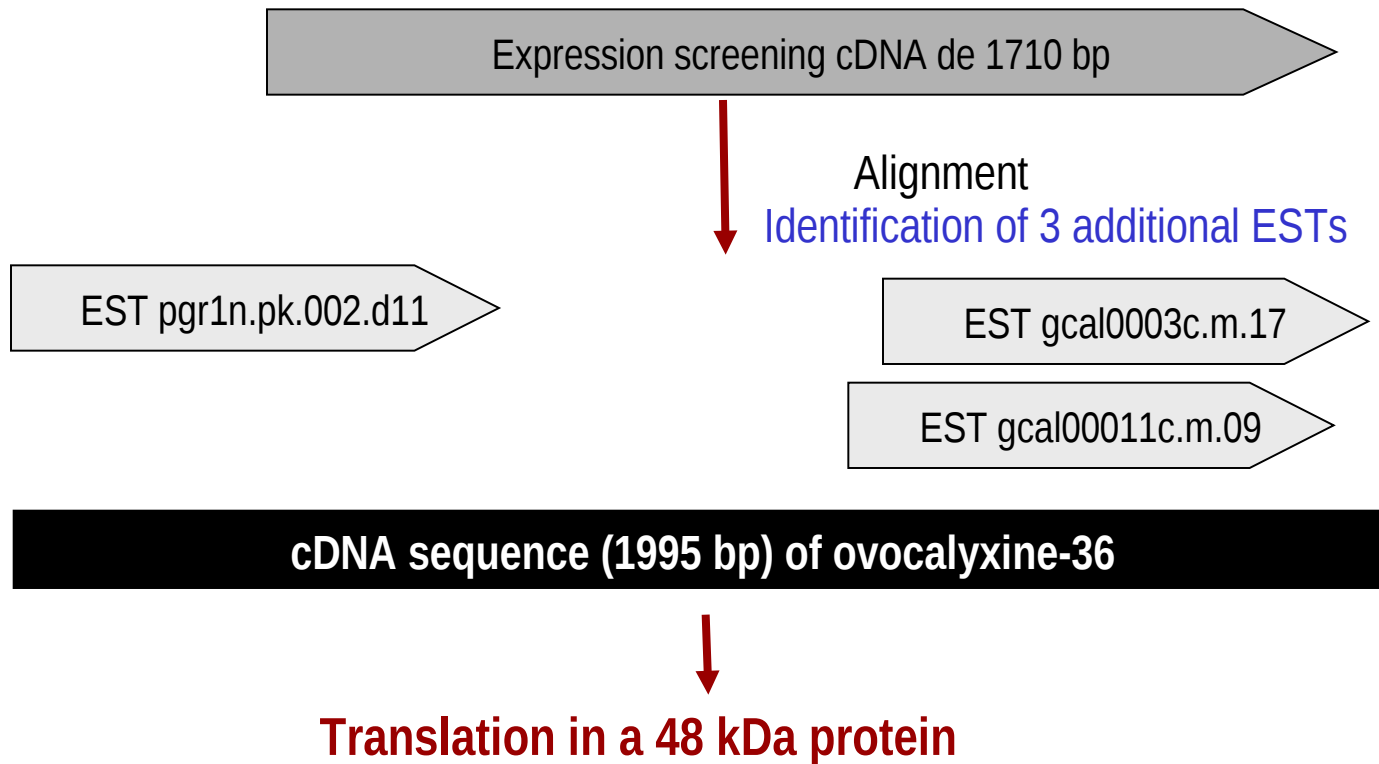 Expression screening cDNA de 1710 bp
Alignment
Identification of 3 additional ESTs
EST pgr1n.pk.002.d11
EST gcal0003c.m.17
EST gcal00011c.m.09
cDNA sequence (1995 bp) of ovocalyxine-36
Translation in a 48 kDa protein